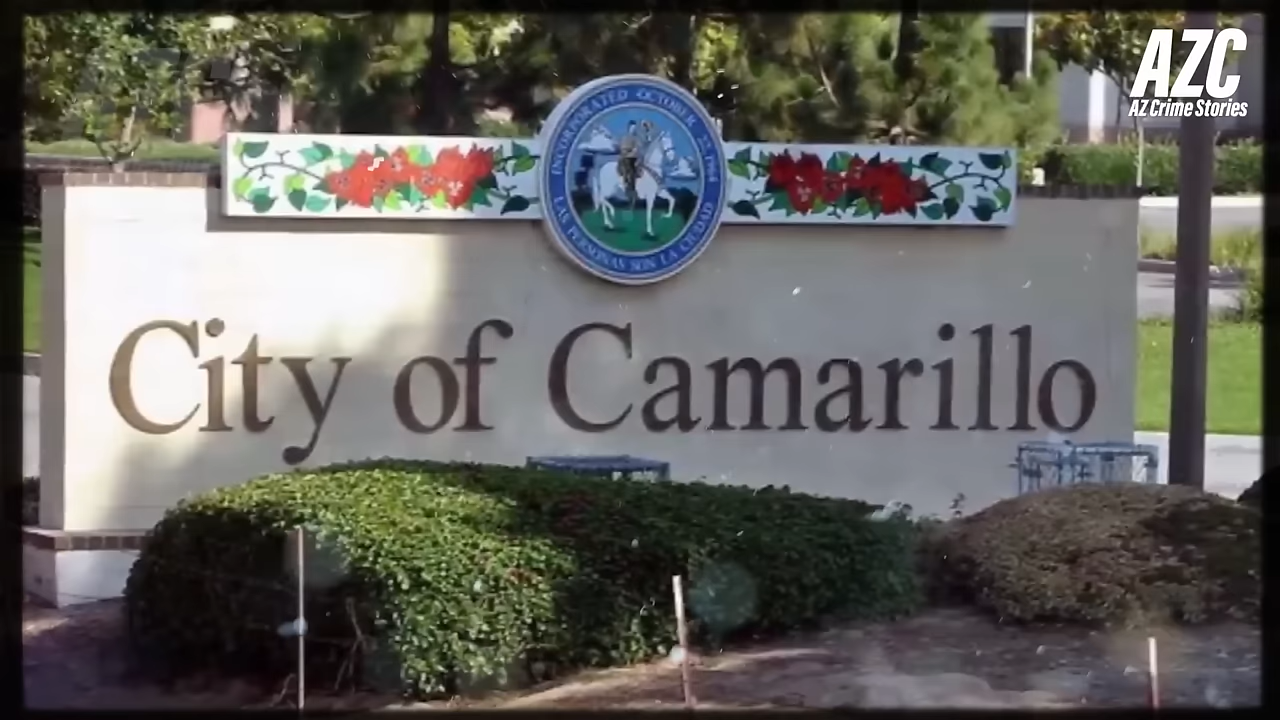 AZC
AZ Crime Stories
INCORPORATED OCTOBER 22, 1964
LAS PERSONAS SON LA CIUDAD
City of Camarillo